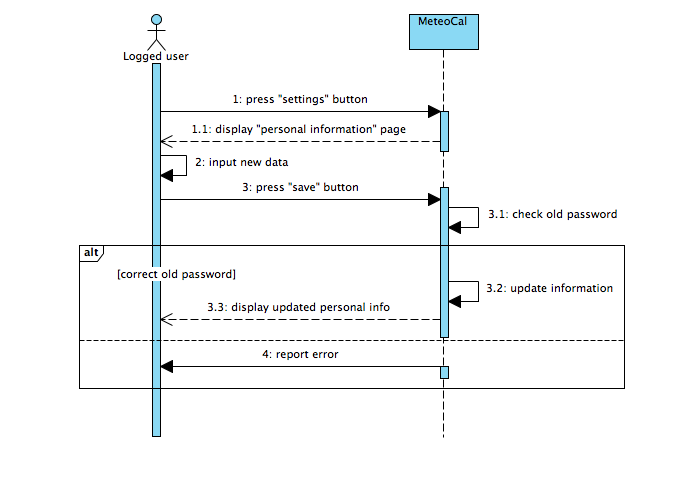 MeteoCal
Logged user
1: press "settings" button
1.1: display "personal information" page
2: input new data
3: press "save" button
3.1: check old password
alt
[correct old password]
3.2: update information
3.3: display updated personal info
4: report error